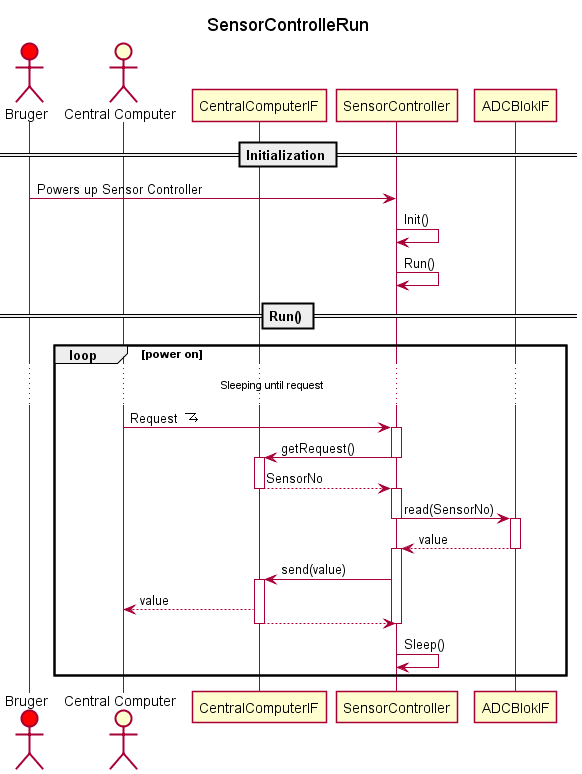 SensorControlleRun
Bruger
Central Computer
CentralComputerIF
SensorController
ADCBlokIF
Initialization
Powers up Sensor Controller
Init()
Run()
Run()
loop
[power on]
Sleeping until request
Request
getRequest()
SensorNo
read(SensorNo)
value
send(value)
value
Sleep()
Bruger
Central Computer
CentralComputerIF
SensorController
ADCBlokIF